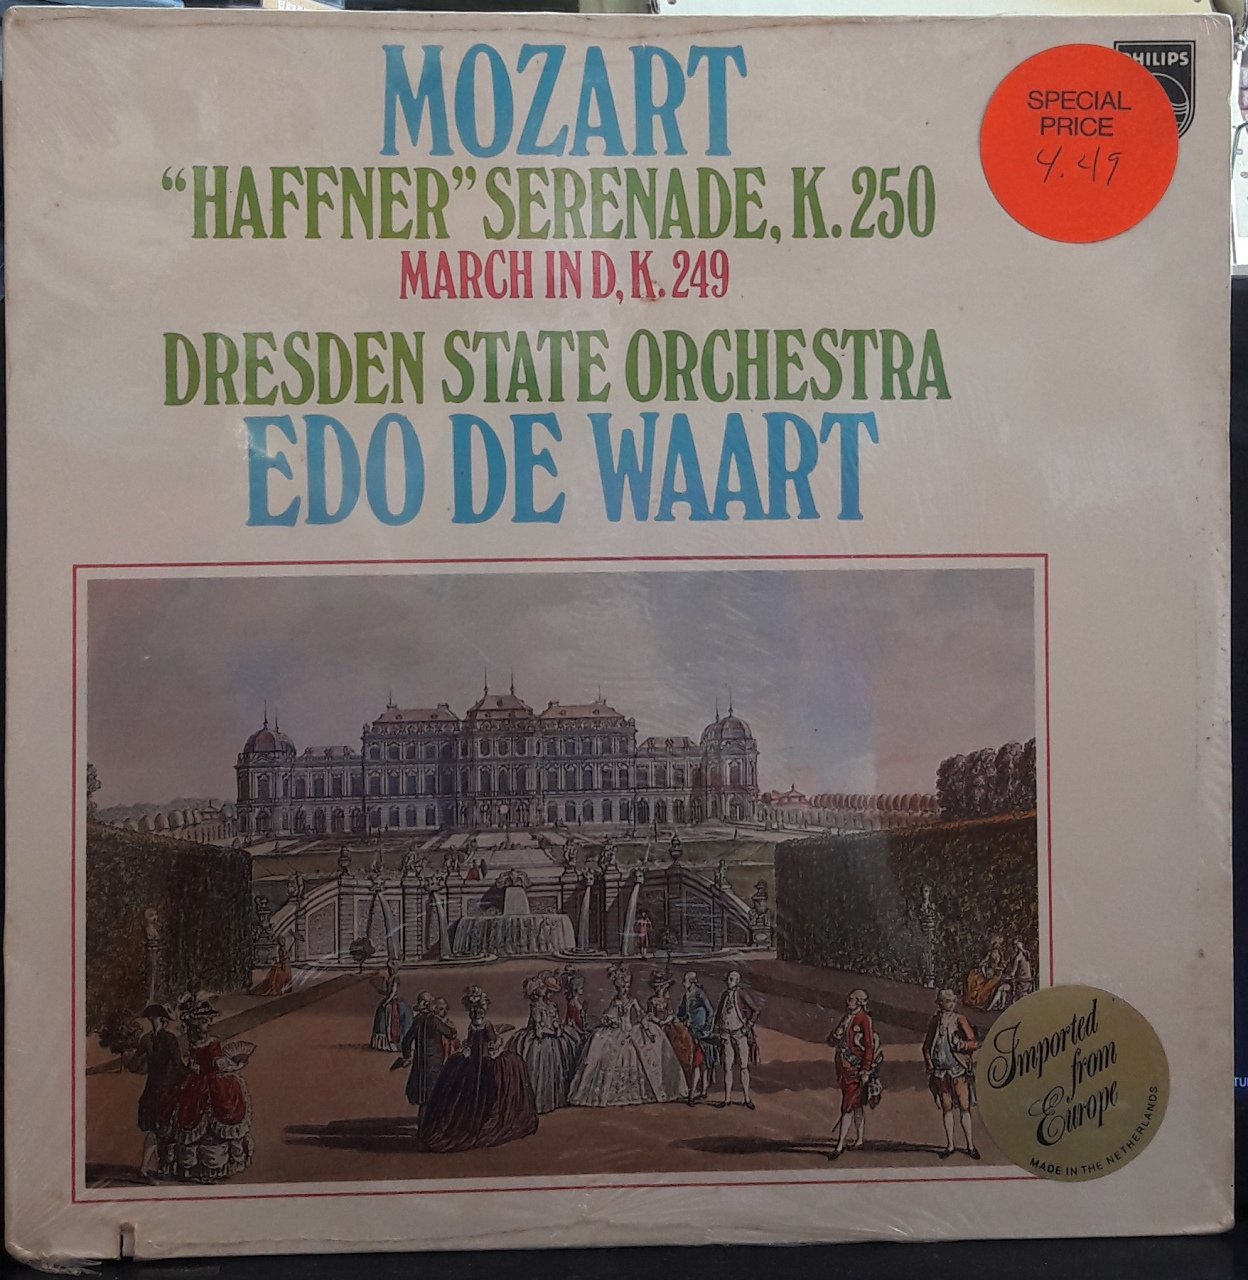 MOZART
“HAFFNER” SERENADE, K. 250
MARCH IN D, K. 249
DRESDEN STATE ORCHESTRA
EDO DE WAART
PHILIPS
SPECIAL
PRICE
4.49
Imported
from
Europe
MADE IN THE NETHERLANDS